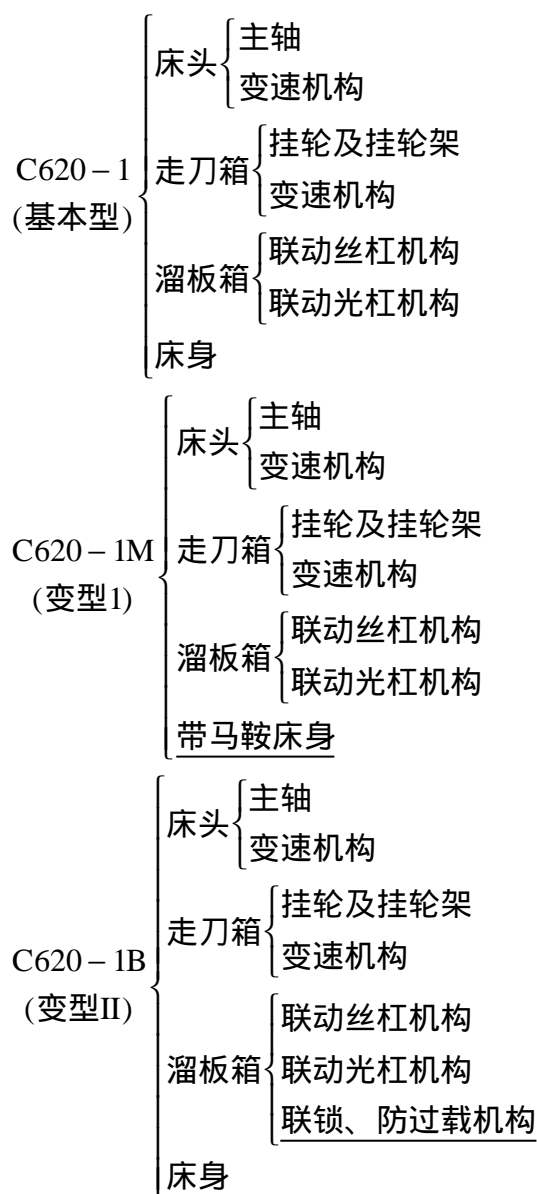 床头
主轴
变速机构
C620－1
(基本型)
走刀箱
挂轮及挂轮架
变速机构
溜板箱
联动丝杠机构
联动光杠机构
床身
床头
主轴
变速机构
C620－1M
(变型1)
走刀箱
挂轮及挂轮架
变速机构
溜板箱
联动丝杠机构
联动光杠机构
带马鞍床身
床头
主轴
变速机构
C620－1B
(变型II)
走刀箱
挂轮及挂轮架
变速机构
溜板箱
联动丝杠机构
联动光杠机构
联锁、防过载机构
床身